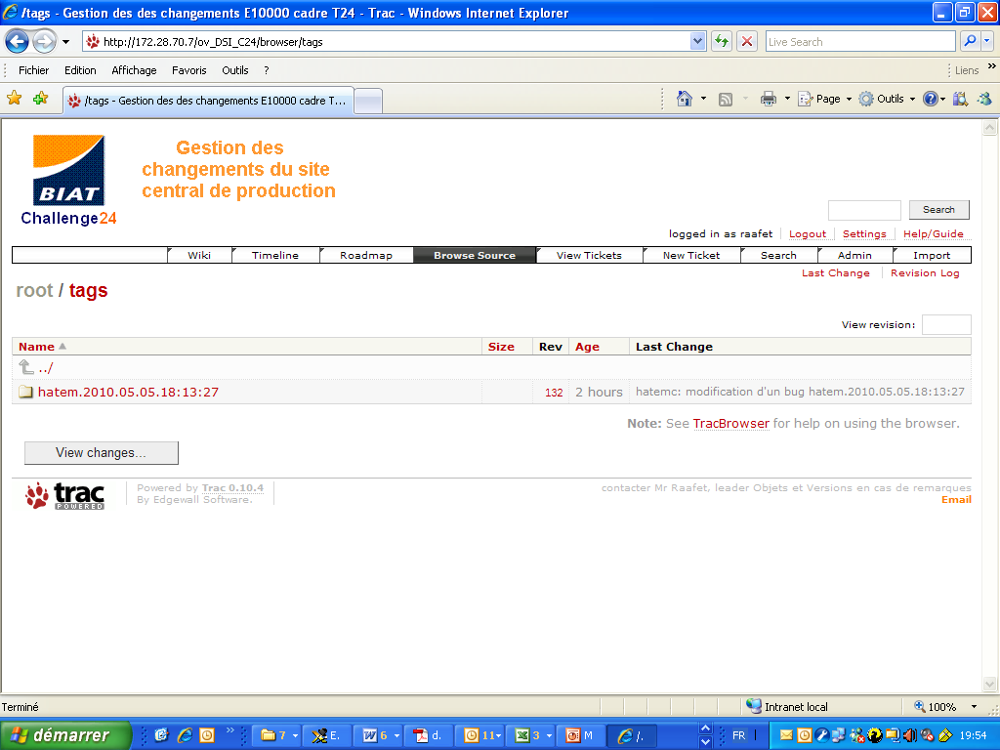 /tags - Gestion des des changements E10000 cadre T24 - Trac - Windows Internet Explorer
http://172.28.70.7/ov_DSI_C24/browser/tags
Live Search
Fichier Edition Affichage Favoris Outils ?
Liens »
/tags - Gestion des des changements E10000 cadre T...
Page Outils
BIAT
Challenge24
Gestion des
changements du site
central de production
Search
logged in as raafet Logout Settings Help/Guide
Wiki Timeline Roadmap Browse Source View Tickets New Ticket Search Admin Import
Last Change Revision Log
root / tags
View revision:
Name Size Rev Age Last Change
../
hatem.2010.05.05.18:13:27 132 2 hours hatemc: modification d'un bug hatem.2010.05.05.18:13:27
Note: See TracBrowser for help on using the browser.
View changes...
trac
POWERED
Powered by Trac 0.10.4
By Edgewall Software.
contacter Mr Raafet, leader Objets et Versions en cas de remarques
Email
Terminé Intranet local 100%
démarrer » 7 E. 6 d. 11 3 M /. FR 19:54